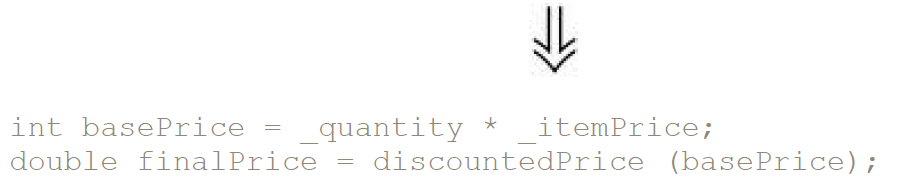 int basePrice = _quantity * _itemPrice;
double finalPrice = discountedPrice (basePrice);